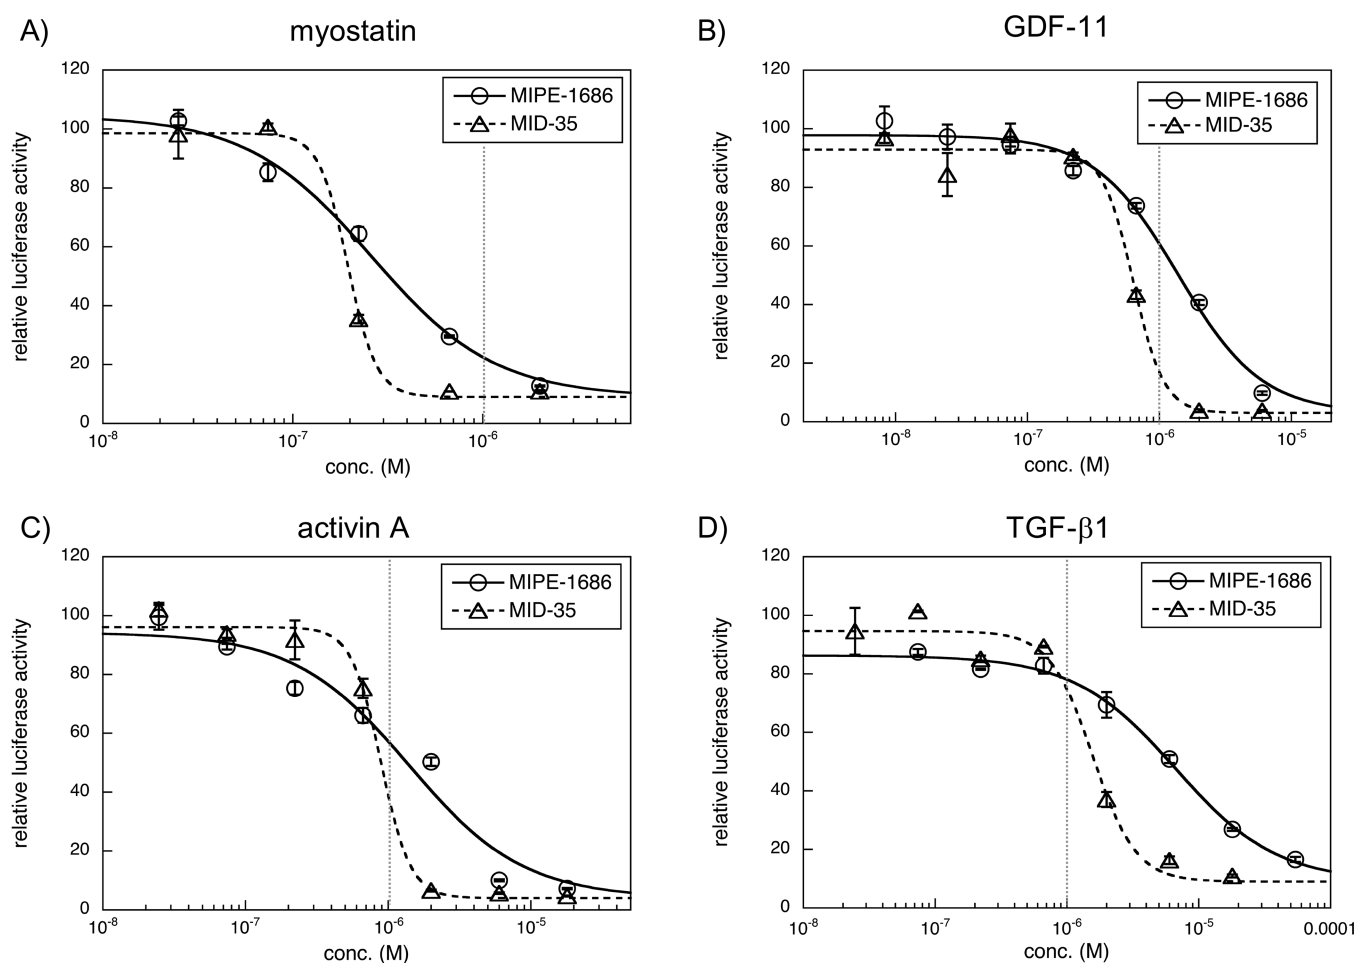 A) myostatin
relative luciferase activity
120
100
80
60
40
20
0
MIPE-1686
MID-35
10⁻⁸ 10⁻⁷ 10⁻⁶
conc. (M)
B) GDF-11
relative luciferase activity
120
100
80
60
40
20
0
MIPE-1686
MID-35
10⁻⁸ 10⁻⁷ 10⁻⁶ 10⁻⁵
conc. (M)
C) activin A
relative luciferase activity
120
100
80
60
40
20
0
MIPE-1686
MID-35
10⁻⁸ 10⁻⁷ 10⁻⁶ 10⁻⁵
conc. (M)
D) TGF-β1
relative luciferase activity
120
100
80
60
40
20
0
MIPE-1686
MID-35
10⁻⁸ 10⁻⁷ 10⁻⁶ 10⁻⁵ 0.0001
conc. (M)